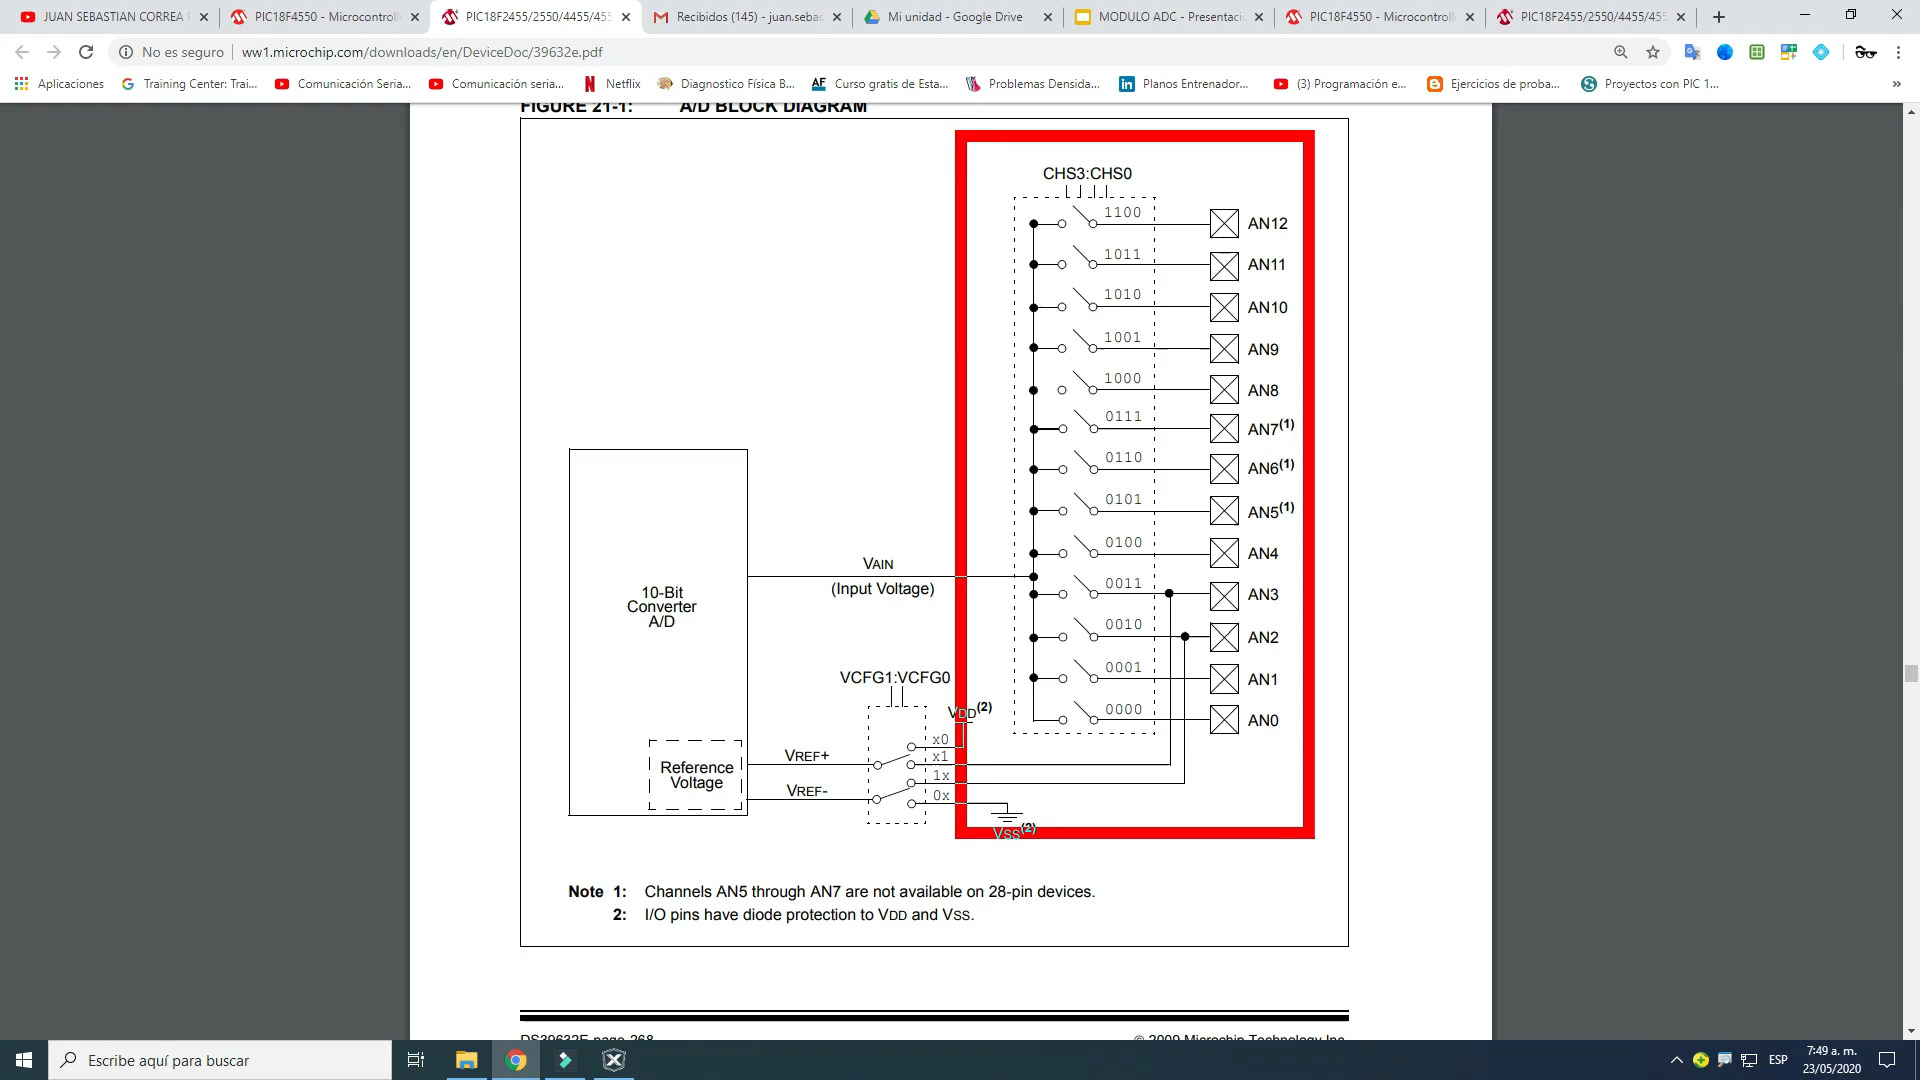 JUAN SEBASTIAN CORREA
PIC18F4550 - Microcontroll
PIC18F2455/2550/4455/455
Recibidos (145) - juan.sebas
Mi unidad - Google Drive
MODULO ADC - Presentaci
PIC18F4550 - Microcontroll
PIC18F2455/2550/4455/455
No es seguro
ww1.microchip.com/downloads/en/DeviceDoc/39632e.pdf
Aplicaciones
Training Center: Trai...
Comunicación Seria...
Comunicación seria...
Netflix
Diagnostico Física B...
Curso gratis de Esta...
Problemas Densida...
Planos Entrenador...
(3) Programación e...
Ejercicios de proba...
Proyectos con PIC 1...
FIGURE 21-1: A/D BLOCK DIAGRAM
CHS3:CHS0
1100 AN12
1011 AN11
1010 AN10
1001 AN9
1000 AN8
0111 AN7(1)
0110 AN6(1)
0101 AN5(1)
0100 AN4
0011 AN3
0010 AN2
0001 AN1
0000 AN0
VAIN
(Input Voltage)
10-Bit
Converter
A/D
VCFG1:VCFG0
VDD(2)
x0
x1
1x
0x
VREF+
VREF-
Reference
Voltage
VSS(2)
Note 1: Channels AN5 through AN7 are not available on 28-pin devices.
2: I/O pins have diode protection to VDD and VSS.
DS39632E-page 268
© 2009 Microchip Technology Inc.
Escribe aquí para buscar
ESP
7:49 a. m.
23/05/2020